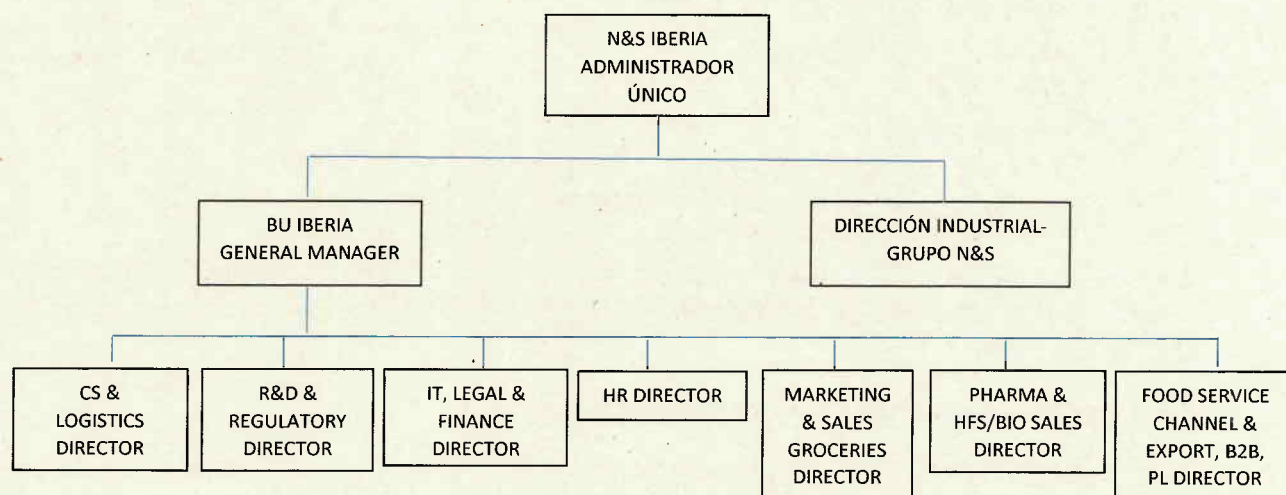 N&S IBERIA
ADMINISTRADOR
ÚNICO
BU IBERIA
GENERAL MANAGER
DIRECCIÓN INDUSTRIAL-
GRUPO N&S
CS &
LOGISTICS
DIRECTOR
R&D &
REGULATORY
DIRECTOR
IT, LEGAL &
FINANCE
DIRECTOR
HR DIRECTOR
MARKETING
& SALES
GROCERIES
DIRECTOR
PHARMA &
HFS/BIO SALES
DIRECTOR
FOOD SERVICE
CHANNEL &
EXPORT, B2B,
PL DIRECTOR